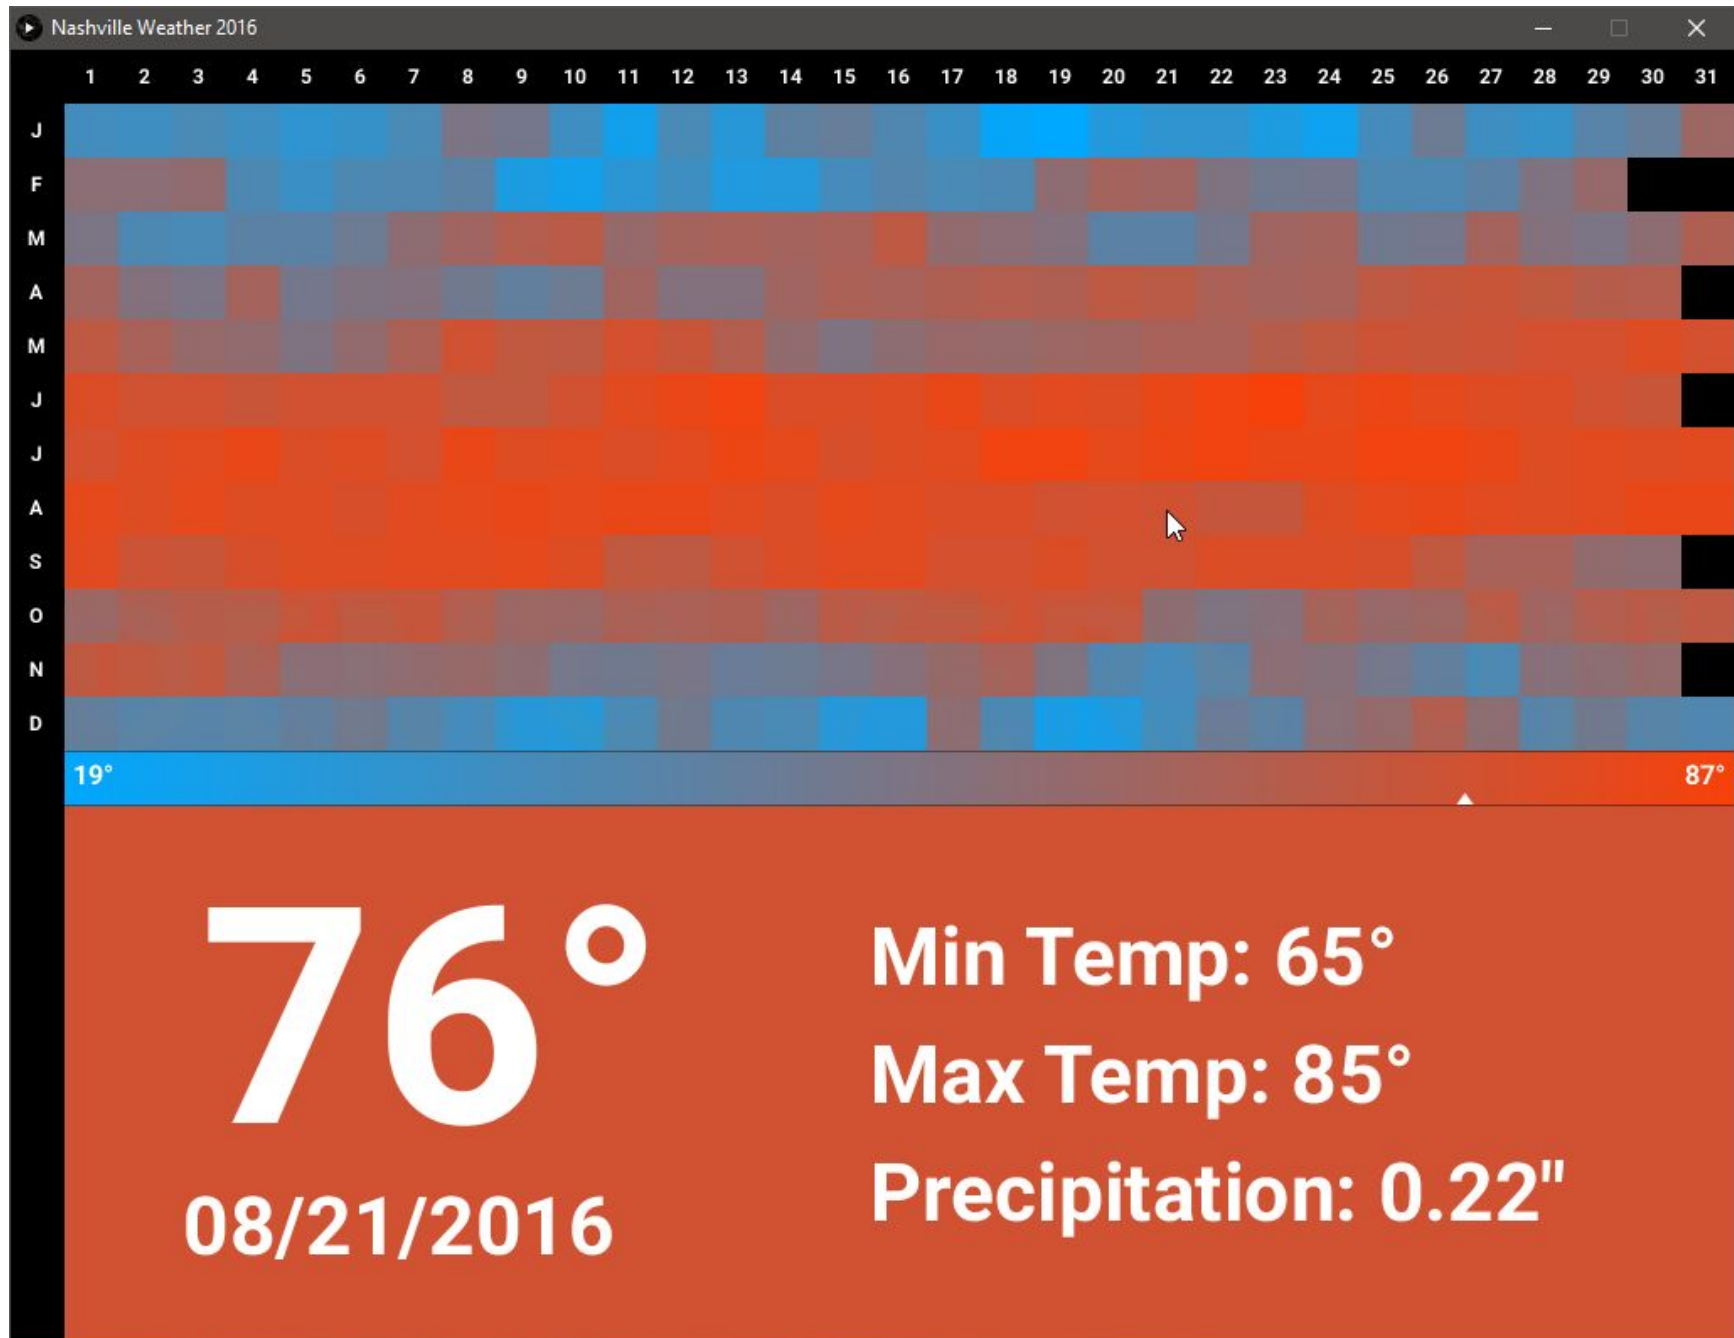 Nashville Weather 2016
1 2 3 4 5 6 7 8 9 10 11 12 13 14 15 16 17 18 19 20 21 22 23 24 25 26 27 28 29 30 31
J
F
M
A
M
J
J
A
S
O
N
D
19° 87°
76°
08/21/2016
Min Temp: 65°
Max Temp: 85°
Precipitation: 0.22"